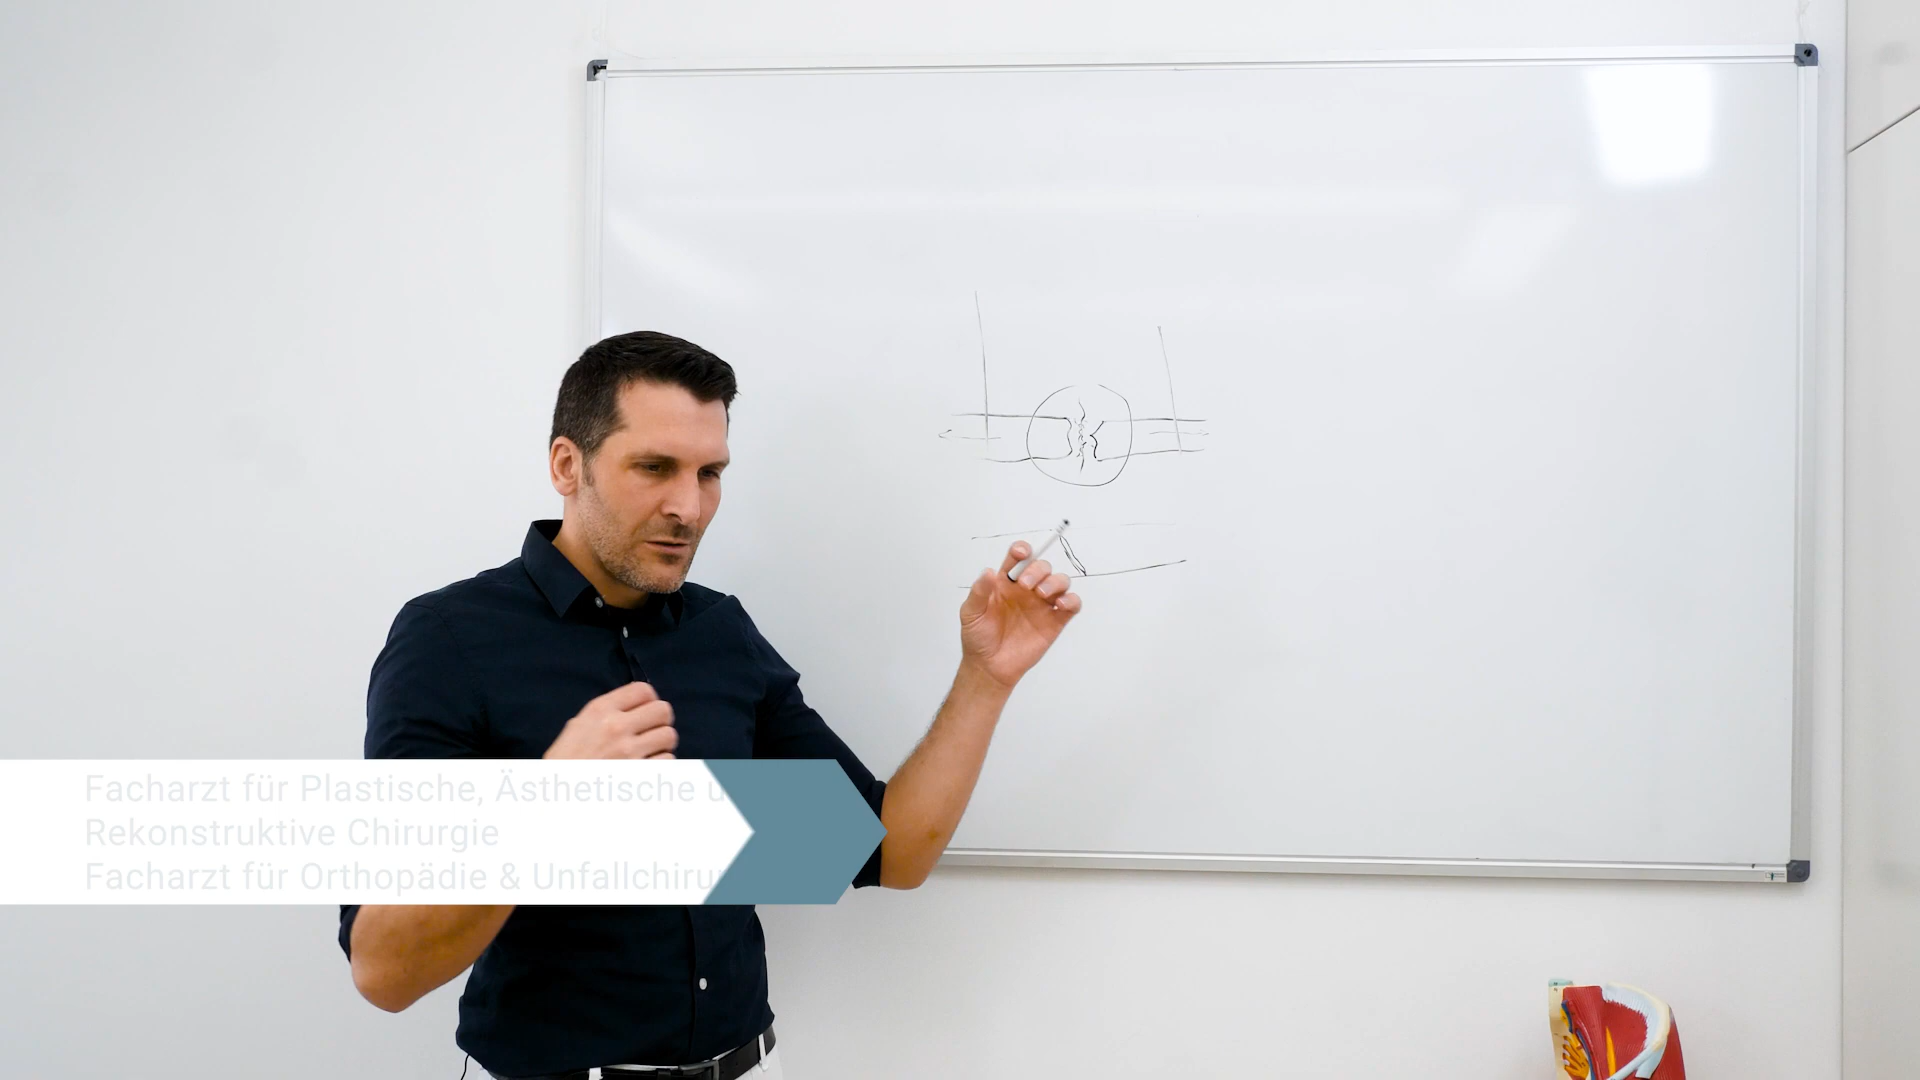 Facharzt für Plastische, Ästhetische u
Rekonstruktive Chirurgie
Facharzt für Orthopädie & Unfallchiru